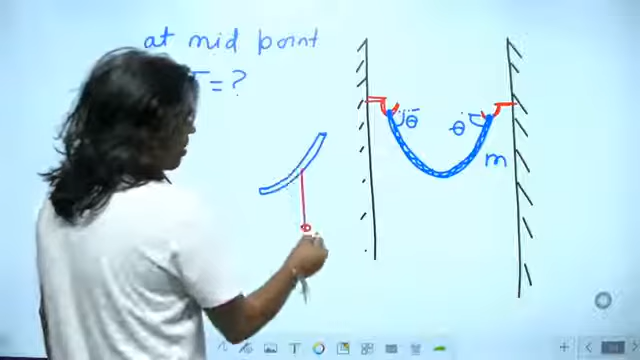 at mid point
T = ?
θ θ
m